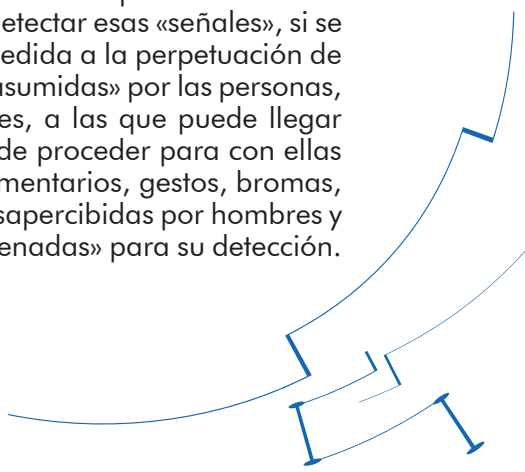 etectar esas «señales», si se
edida a la perpetuación de
asumidas» por las personas,
es, a las que puede llegar
de proceder para con ellas
mentarios, gestos, bromas,
sapercibidas por hombres y
enadas» para su detección.